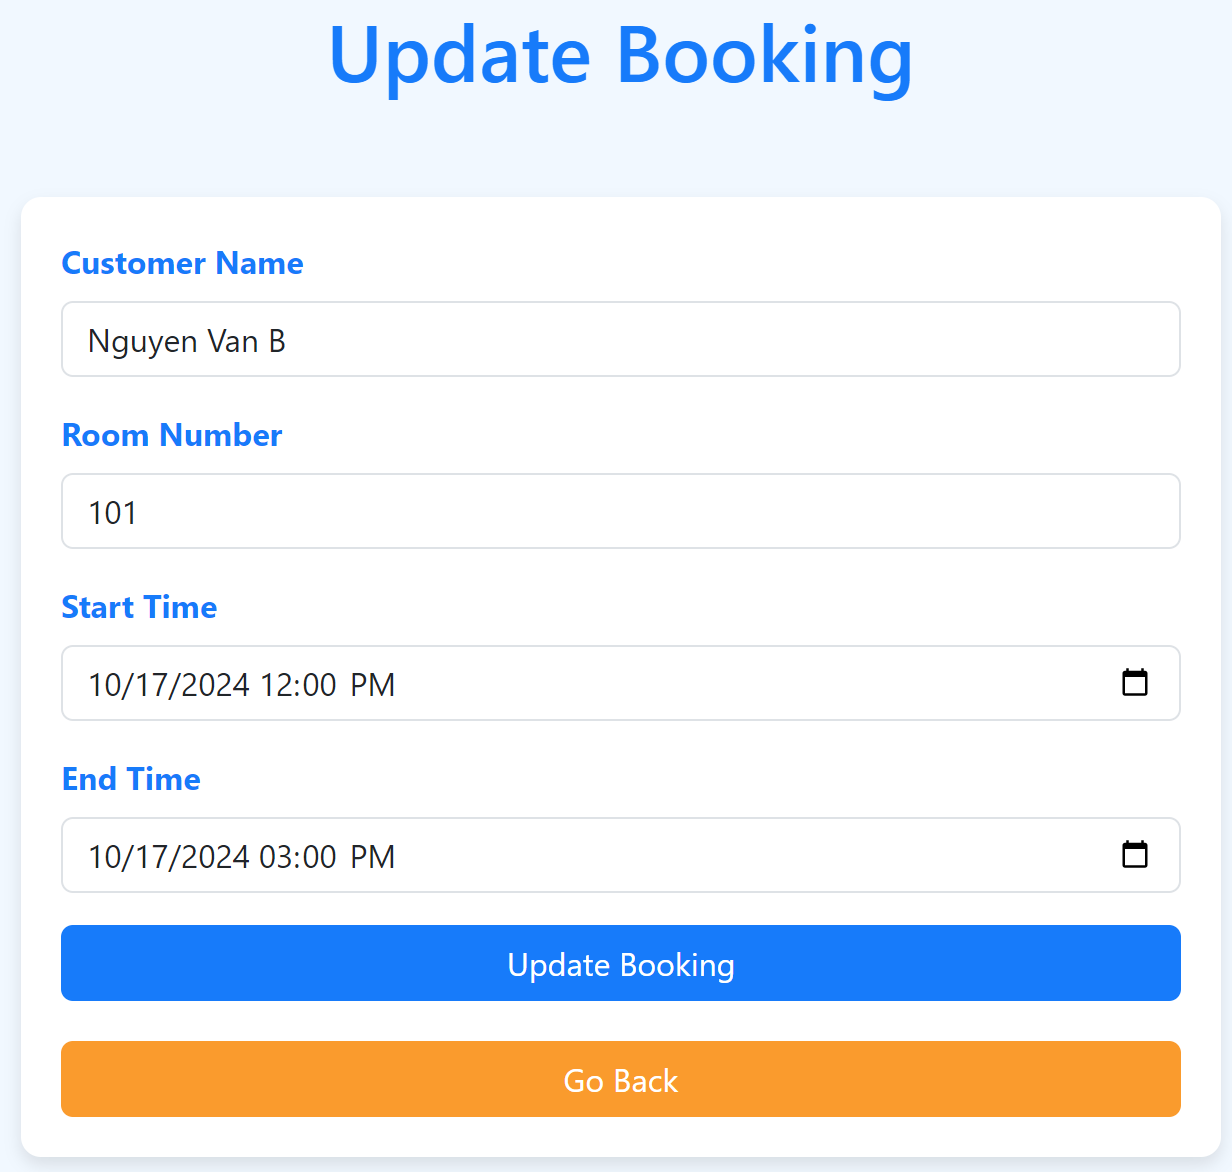 Update Booking
Customer Name
Nguyen Van B
Room Number
101
Start Time
10/17/2024 12:00 PM
End Time
10/17/2024 03:00 PM
Update Booking
Go Back